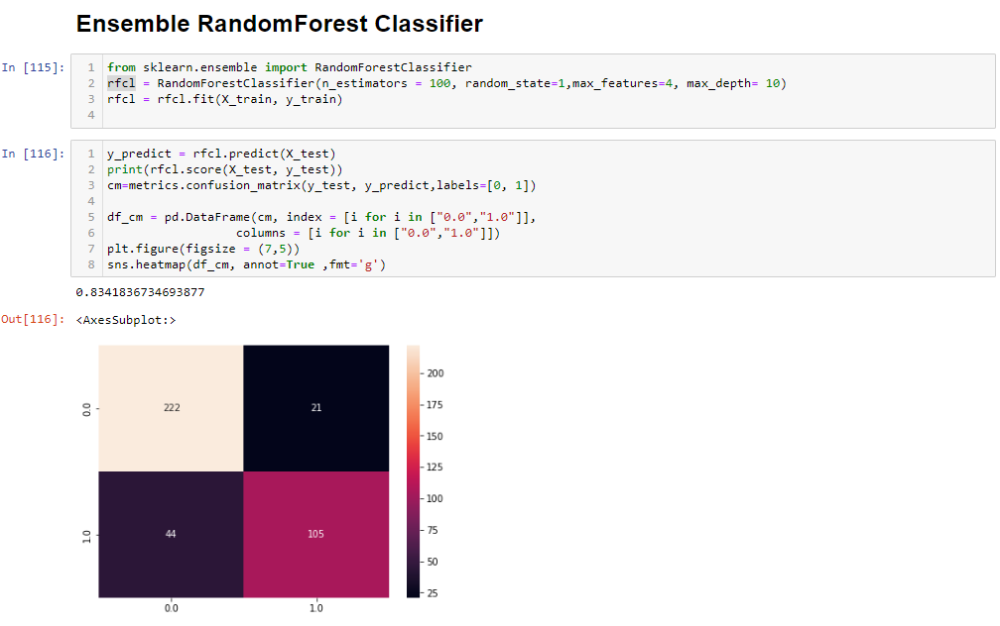 Ensemble RandomForest Classifier
In [115]:
1 from sklearn.ensemble import RandomForestClassifier
2 rfcl = RandomForestClassifier(n_estimators = 100, random_state=1,max_features=4, max_depth= 10)
3 rfcl = rfcl.fit(X_train, y_train)
4
In [116]:
1 y_predict = rfcl.predict(X_test)
2 print(rfcl.score(X_test, y_test))
3 cm=metrics.confusion_matrix(y_test, y_predict,labels=[0, 1])
4
5 df_cm = pd.DataFrame(cm, index = [i for i in ["0.0","1.0"]],
6                   columns = [i for i in ["0.0","1.0"]])
7 plt.figure(figsize = (7,5))
8 sns.heatmap(df_cm, annot=True ,fmt='g')
0.8341836734693877
Out[116]: <AxesSubplot:>
0.0
222
21
1.0
44
105
0.0
1.0
200
175
150
125
100
75
50
25